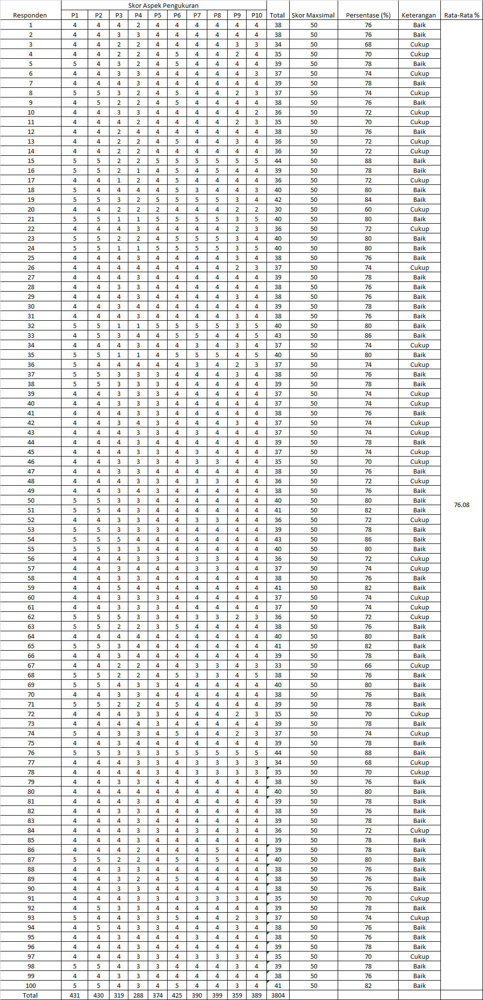 Skor Aspek Pengukuran
Responden P1 P2 P3 P4 P5 P6 P7 P8 P9 P10 Total Skor Maxsimal Persentase (%) Keterangan Rata-Rata %
1 4 4 4 2 4 4 4 4 4 4 38 50 76 Baik
2 4 4 3 3 4 4 4 4 4 4 38 50 76 Baik
3 4 4 2 2 4 4 4 4 3 3 34 50 68 Cukup
4 4 4 2 2 4 5 4 4 2 4 35 50 70 Cukup
5 5 4 3 2 4 5 4 4 4 4 39 50 78 Baik
6 4 4 3 3 4 4 4 4 4 3 37 50 74 Cukup
7 4 4 4 3 4 4 4 4 4 4 39 50 78 Baik
8 5 5 3 2 4 5 4 4 2 3 37 50 74 Cukup
9 4 5 2 2 4 5 4 4 4 4 38 50 76 Baik
10 4 4 3 3 4 4 4 4 4 2 36 50 72 Cukup
11 4 4 4 2 4 4 4 4 2 3 35 50 70 Cukup
12 4 4 2 4 4 4 4 4 4 4 38 50 76 Baik
13 4 4 2 2 4 5 4 4 3 4 36 50 72 Cukup
14 4 4 2 2 4 4 4 4 4 4 36 50 72 Cukup
15 5 5 2 2 5 5 5 5 5 5 44 50 88 Baik
16 5 5 2 1 4 5 4 5 4 4 39 50 78 Baik
17 4 4 1 2 4 5 4 4 4 4 36 50 72 Cukup
18 5 4 4 4 4 5 3 4 4 3 40 50 80 Baik
19 5 5 3 2 5 5 5 5 3 4 42 50 84 Baik
20 4 4 2 2 2 4 4 4 2 2 30 50 60 Cukup
21 5 5 1 1 5 5 5 5 3 5 40 50 80 Baik
22 4 4 4 3 4 4 4 4 2 3 36 50 72 Cukup
23 5 5 2 2 4 5 5 5 3 4 40 50 80 Baik
24 5 5 1 1 5 5 5 5 3 5 40 50 80 Baik
25 4 4 4 3 4 4 4 4 3 4 38 50 76 Baik
26 4 4 4 4 4 4 4 4 2 3 37 50 74 Cukup
27 4 4 4 3 4 4 4 4 4 4 39 50 78 Baik
28 4 4 3 3 4 4 4 4 4 4 38 50 76 Baik
29 4 4 4 3 4 4 4 4 3 4 38 50 76 Baik
30 4 4 3 4 4 4 4 4 4 4 39 50 78 Baik
31 4 4 4 3 4 4 4 4 3 4 38 50 76 Baik
32 5 5 1 1 5 5 5 5 3 5 40 50 80 Baik
33 4 5 3 4 4 5 5 4 4 5 43 50 86 Baik
34 4 4 4 3 4 4 3 4 3 4 37 50 74 Cukup
35 5 5 1 1 4 5 5 5 4 5 40 50 80 Baik
36 5 4 4 4 4 4 3 4 2 3 37 50 74 Cukup
37 5 5 3 3 3 4 4 4 3 4 38 50 76 Baik
38 5 5 3 3 3 4 4 4 4 4 39 50 78 Baik
39 4 4 3 3 3 4 4 4 4 4 37 50 74 Cukup
40 4 4 3 3 3 4 4 4 4 4 37 50 74 Cukup
41 4 4 4 3 3 4 4 4 4 4 38 50 76 Baik
42 4 4 3 4 3 4 4 4 3 4 37 50 74 Cukup
43 4 4 4 3 3 4 3 4 4 4 37 50 74 Cukup
44 4 4 4 3 4 4 4 4 4 4 39 50 78 Baik
45 4 4 4 3 3 4 3 4 4 4 37 50 74 Cukup
46 4 4 3 3 3 4 3 3 4 4 35 50 70 Cukup
47 4 4 3 3 4 4 4 4 4 4 38 50 76 Baik
48 4 4 4 3 3 4 3 3 4 4 36 50 72 Cukup
49 4 4 3 4 3 4 4 4 4 4 38 50 76 Baik
50 5 5 3 3 4 4 4 4 4 4 40 50 80 Baik
51 5 5 4 3 4 4 4 4 4 4 41 50 82 Baik
52 4 4 3 3 4 4 3 3 4 4 36 50 72 Cukup
53 5 5 3 3 3 4 4 4 4 4 39 50 78 Baik
54 5 5 5 4 4 4 4 4 4 4 43 50 86 Baik
55 5 5 3 3 4 4 4 4 4 4 40 50 80 Baik
56 4 4 4 3 3 4 3 3 4 4 36 50 72 Cukup
57 4 4 3 4 4 4 3 3 4 4 37 50 74 Cukup
58 4 4 3 3 4 4 4 4 4 4 38 50 76 Baik
59 4 4 5 4 4 4 4 4 4 4 41 50 82 Baik
60 4 4 3 3 3 4 4 4 4 4 37 50 74 Cukup
61 4 4 3 3 3 4 4 4 4 4 37 50 74 Cukup
62 5 5 5 3 3 4 3 3 2 3 36 50 72 Cukup
63 5 5 2 2 3 5 4 4 4 4 38 50 76 Baik
64 4 4 4 4 4 4 4 4 4 4 40 50 80 Baik
65 5 5 3 4 4 4 4 4 4 4 41 50 82 Baik
66 4 4 3 4 4 4 4 4 4 4 39 50 78 Baik
67 4 4 2 2 4 4 3 3 4 3 33 50 66 Cukup
68 5 5 2 2 4 5 3 3 4 5 38 50 76 Baik
69 5 5 4 3 3 4 4 4 4 4 40 50 80 Baik
70 4 4 3 3 4 4 4 4 4 4 38 50 76 Baik
71 5 5 2 2 4 5 4 4 4 4 39 50 78 Baik
72 4 4 4 3 3 4 4 4 2 3 35 50 70 Cukup
73 4 4 4 4 3 4 4 4 4 4 39 50 78 Baik
74 5 4 3 3 4 5 4 4 2 3 37 50 74 Cukup
75 4 4 3 4 4 4 4 4 4 4 39 50 78 Baik
76 5 5 3 3 3 5 5 5 5 5 44 50 88 Baik
77 4 4 4 3 3 4 3 3 3 3 34 50 68 Cukup
78 4 4 4 4 3 4 3 3 3 3 35 50 70 Cukup
79 4 4 3 3 4 4 4 4 4 4 38 50 76 Baik
80 4 4 4 4 4 4 4 4 4 4 40 50 80 Baik
81 4 4 4 3 4 4 4 4 4 4 39 50 78 Baik
82 4 4 3 3 4 4 4 4 4 4 38 50 76 Baik
83 4 4 4 3 4 4 4 4 4 4 39 50 78 Baik
84 4 4 4 3 3 4 3 4 3 4 36 50 72 Cukup
85 4 4 4 3 4 4 4 4 4 4 39 50 78 Baik
86 4 4 4 2 4 4 4 5 4 4 39 50 78 Baik
87 5 5 2 2 4 5 4 5 4 4 40 50 80 Baik
88 4 4 3 3 4 4 4 4 4 4 38 50 76 Baik
89 4 4 3 2 4 5 4 4 4 4 38 50 76 Baik
90 4 4 3 3 4 4 4 4 4 4 38 50 76 Baik
91 4 4 4 3 3 4 3 3 3 4 35 50 70 Cukup
92 4 5 3 3 4 4 4 4 4 4 39 50 78 Baik
93 5 4 4 3 3 5 4 4 2 3 37 50 74 Cukup
94 4 5 4 3 3 4 4 4 3 4 38 50 76 Baik
95 4 4 3 4 4 4 3 4 4 4 38 50 76 Baik
96 4 4 4 3 4 4 4 4 4 4 39 50 78 Baik
97 4 4 4 3 3 4 3 3 3 4 35 50 70 Cukup
98 5 5 4 3 3 4 4 4 3 4 39 50 78 Baik
99 4 4 3 3 4 4 4 4 4 4 38 50 76 Baik
100 5 5 4 3 4 5 4 4 3 4 41 50 82 Baik
76.08
Total 431 430 319 288 374 425 390 399 359 389 3804